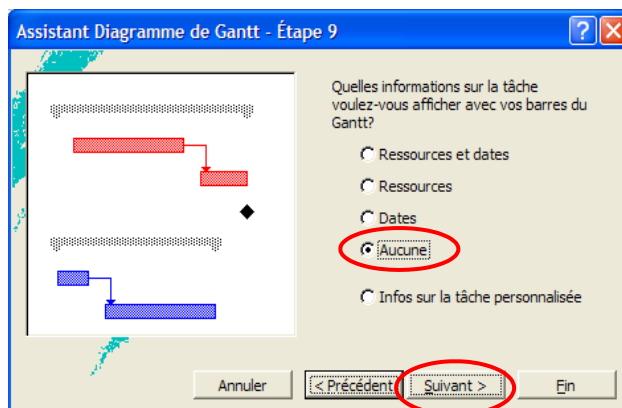 Assistant Diagramme de Gantt - Étape 9
Quelles informations sur la tâche
voulez-vous afficher avec vos barres du
Gantt?
Ressources et dates
Ressources
Dates
Aucune
Infos sur la tâche personnalisée
Annuler
< Précédent
Suivant >
Fin